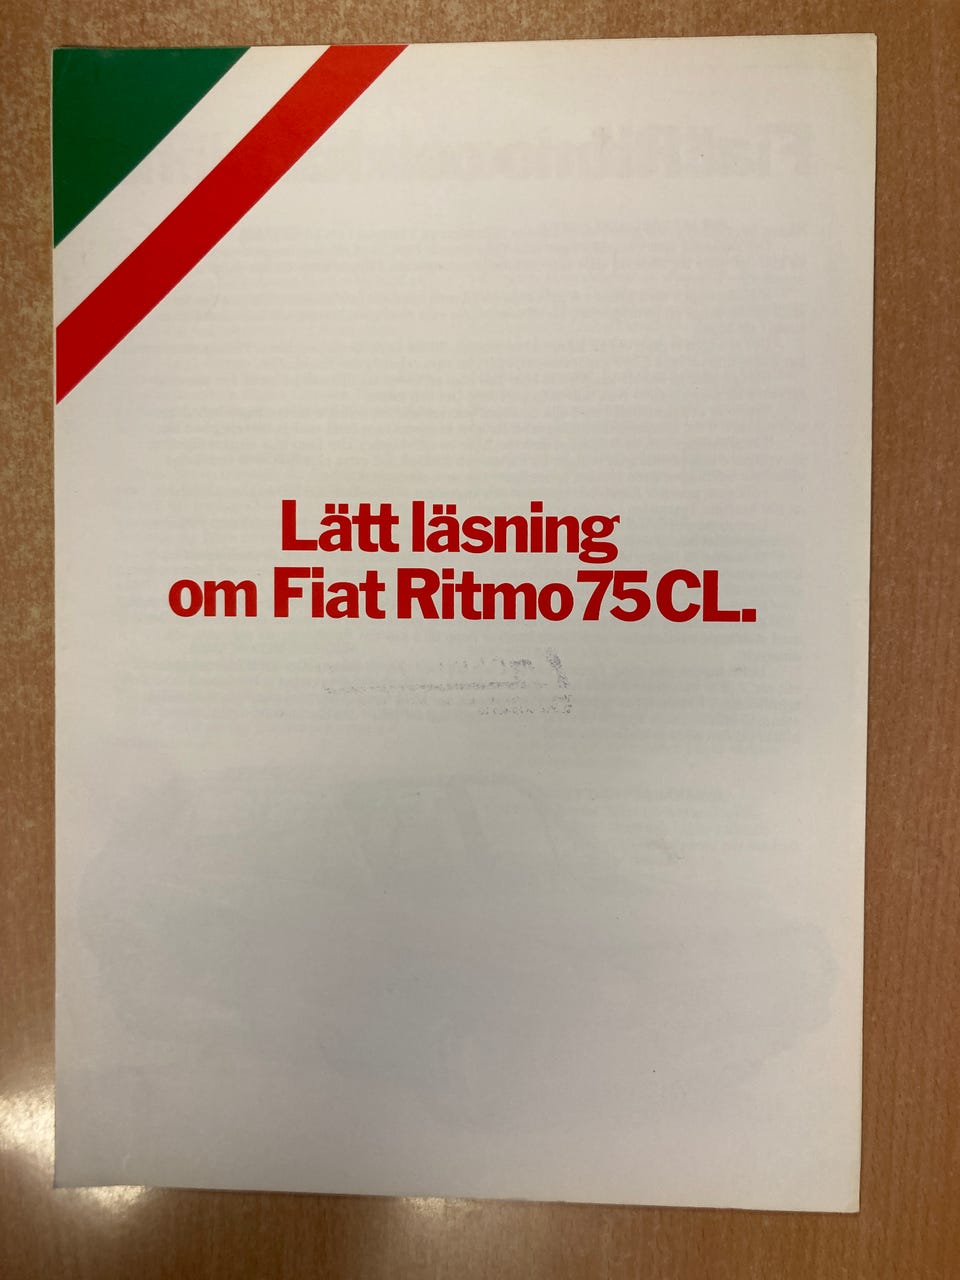 Lätt läsning
om Fiat Ritmo 75 CL.